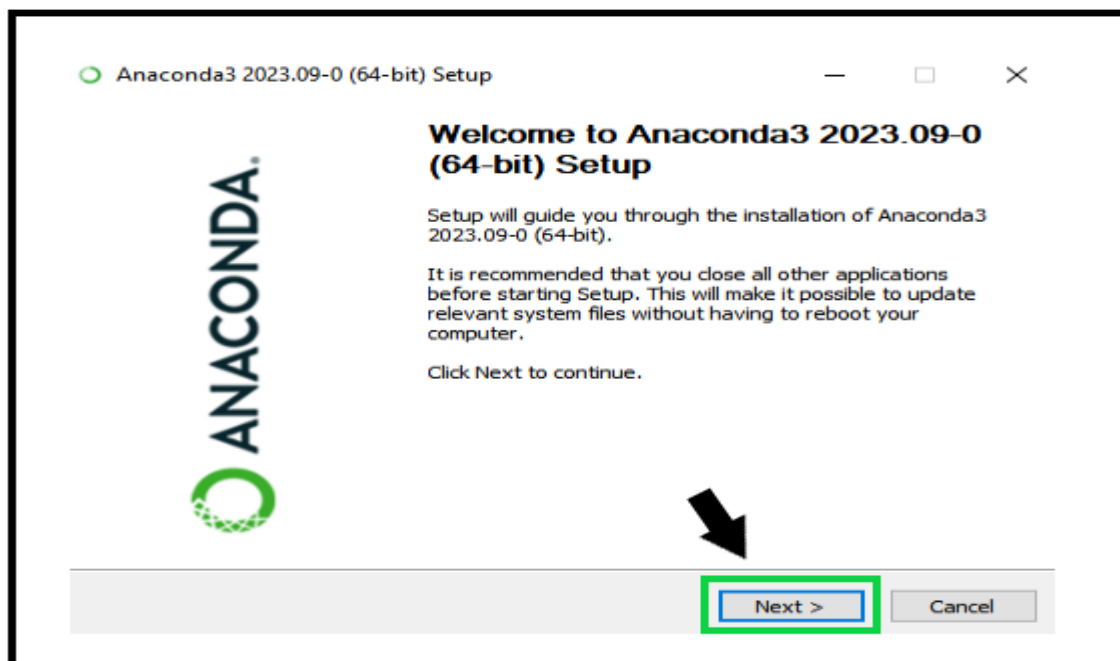 Anaconda3 2023.09-0 (64-bit) Setup
Welcome to Anaconda3 2023.09-0
(64-bit) Setup
Setup will guide you through the installation of Anaconda3
2023.09-0 (64-bit).
It is recommended that you close all other applications
before starting Setup. This will make it possible to update
relevant system files without having to reboot your
computer.
Click Next to continue.
ANACONDA.
Next >
Cancel